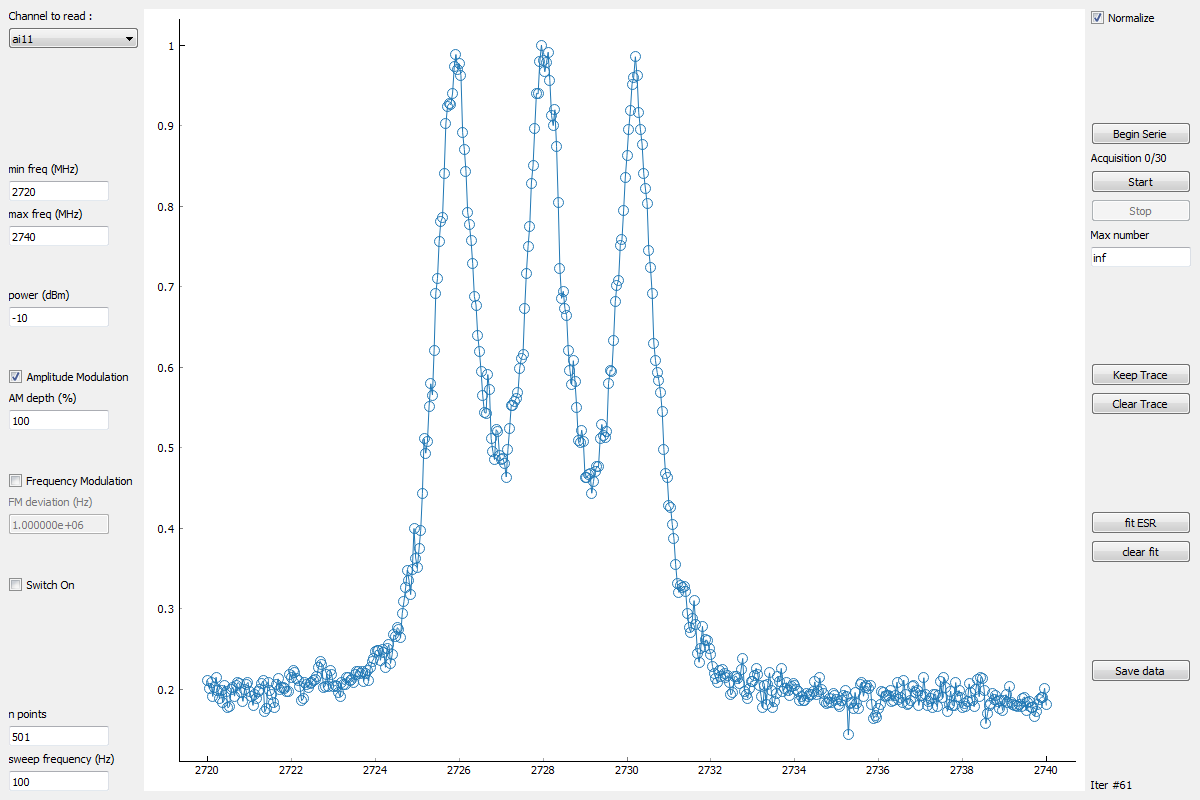 Channel to read :
ai11
min freq (MHz)
2720
max freq (MHz)
2740
power (dBm)
-10
Amplitude Modulation
AM depth (%)
100
Frequency Modulation
FM deviation (Hz)
1.000000e+06
Switch On
n points
501
sweep frequency (Hz)
100
1
0.9
0.8
0.7
0.6
0.5
0.4
0.3
0.2
2720 2722 2724 2726 2728 2730 2732 2734 2736 2738 2740
Normalize
Begin Serie
Acquisition 0/30
Start
Stop
Max number
inf
Keep Trace
Clear Trace
fit ESR
clear fit
Save data
Iter #61